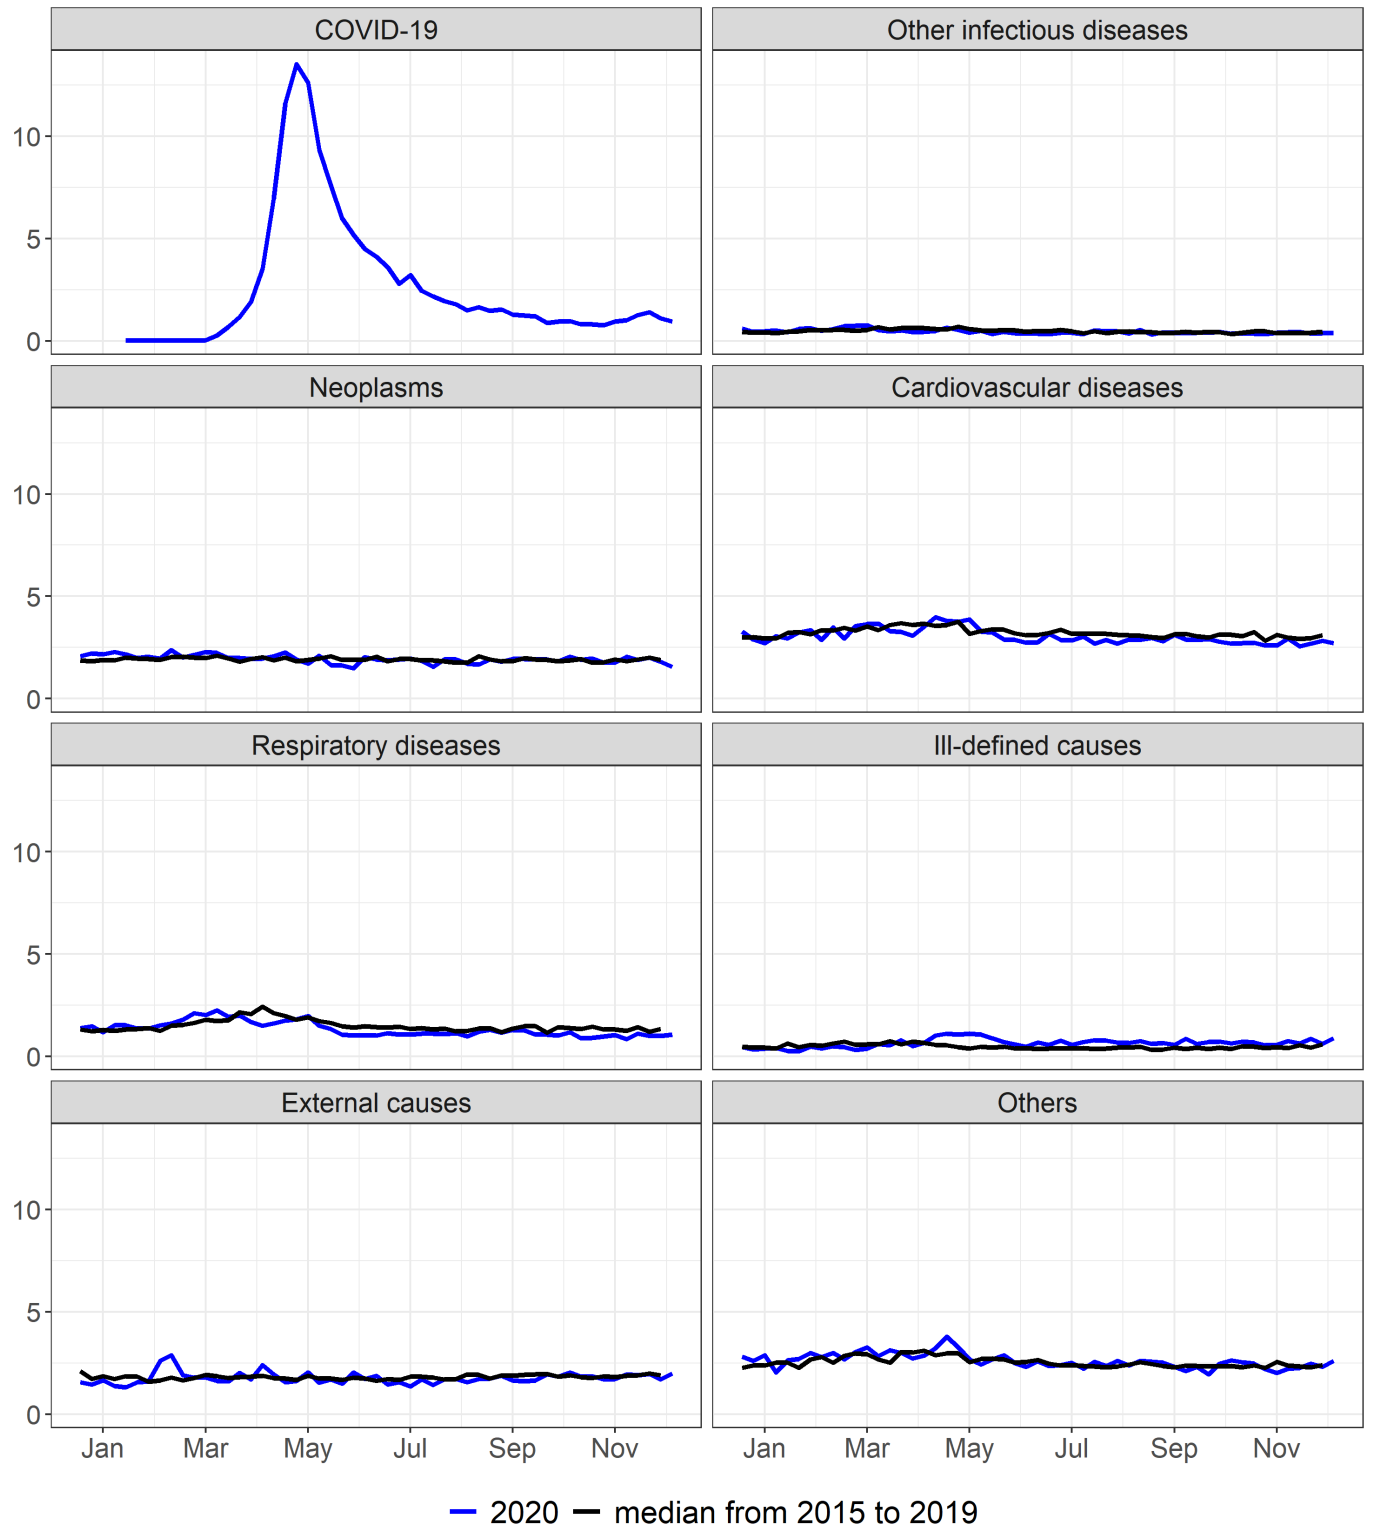 COVID-19
Other infectious diseases
10
5
0
Neoplasms
Cardiovascular diseases
10
5
0
Respiratory diseases
Ill-defined causes
10
5
0
External causes
Others
10
5
0
Jan Mar May Jul Sep Nov
Jan Mar May Jul Sep Nov
2020 median from 2015 to 2019